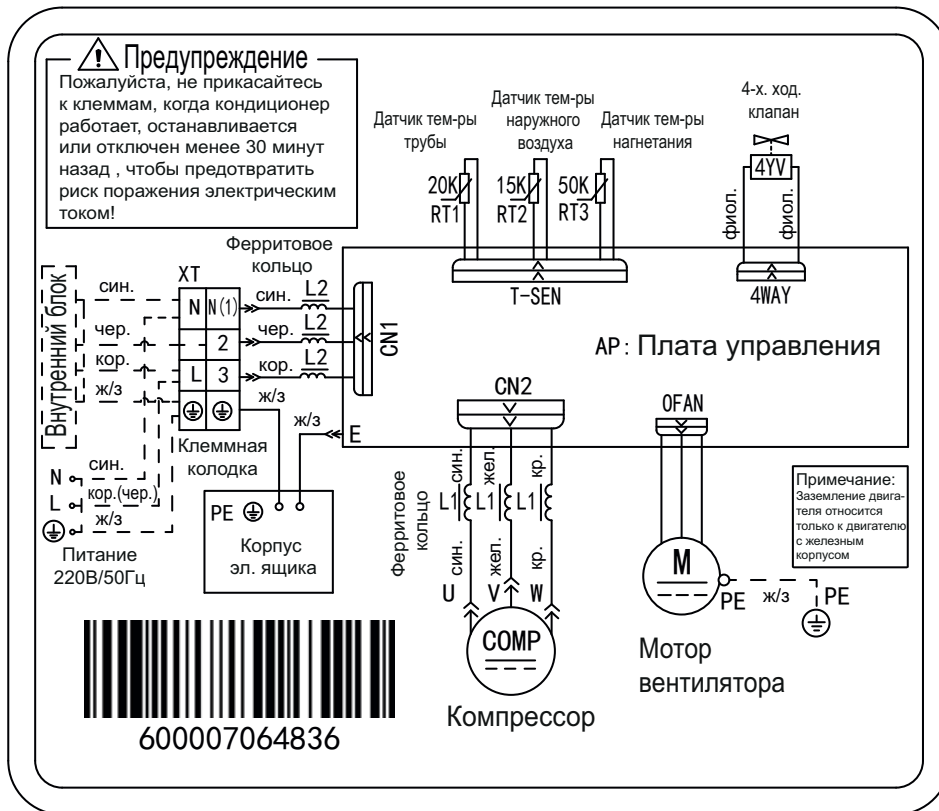 Предупреждение
Пожалуйста, не прикасайтесь
к клеммам, когда кондиционер
работает, останавливается
или отключен менее 30 минут
назад , чтобы предотвратить
риск поражения электрическим
током!
Датчик тем-ры
трубы
Датчик тем-ры
наружного
воздуха
Датчик тем-ры
нагнетания
4-х. ход.
клапан
20K
RT1
15K
RT2
50K
RT3
4YV
фиол.
фиол.
T-SEN
4WAY
Ферритовое
кольцо
Внутренний блок
син.
чер.
кор.
ж/з
XT
N
N(1)
2
L
3
син.
L2
чер.
L2
кор.
L2
ж/з
CN1
AP: Плата управления
Клеммная
колодка
ж/з
E
CN2
OFAN
N
син.
L
кор.(чер.)
ж/з
Питание
220В/50Гц
PE
Корпус
эл. ящика
Ферритовое
кольцо
син.
жел.
кр.
L1
L1
L1
син.
жел.
кр.
U
V
W
COMP
Компрессор
M
PE
ж/з
PE
Мотор
вентилятора
Примечание:
Заземление двига-
теля относится
только к двигателю
с железным
корпусом
600007064836